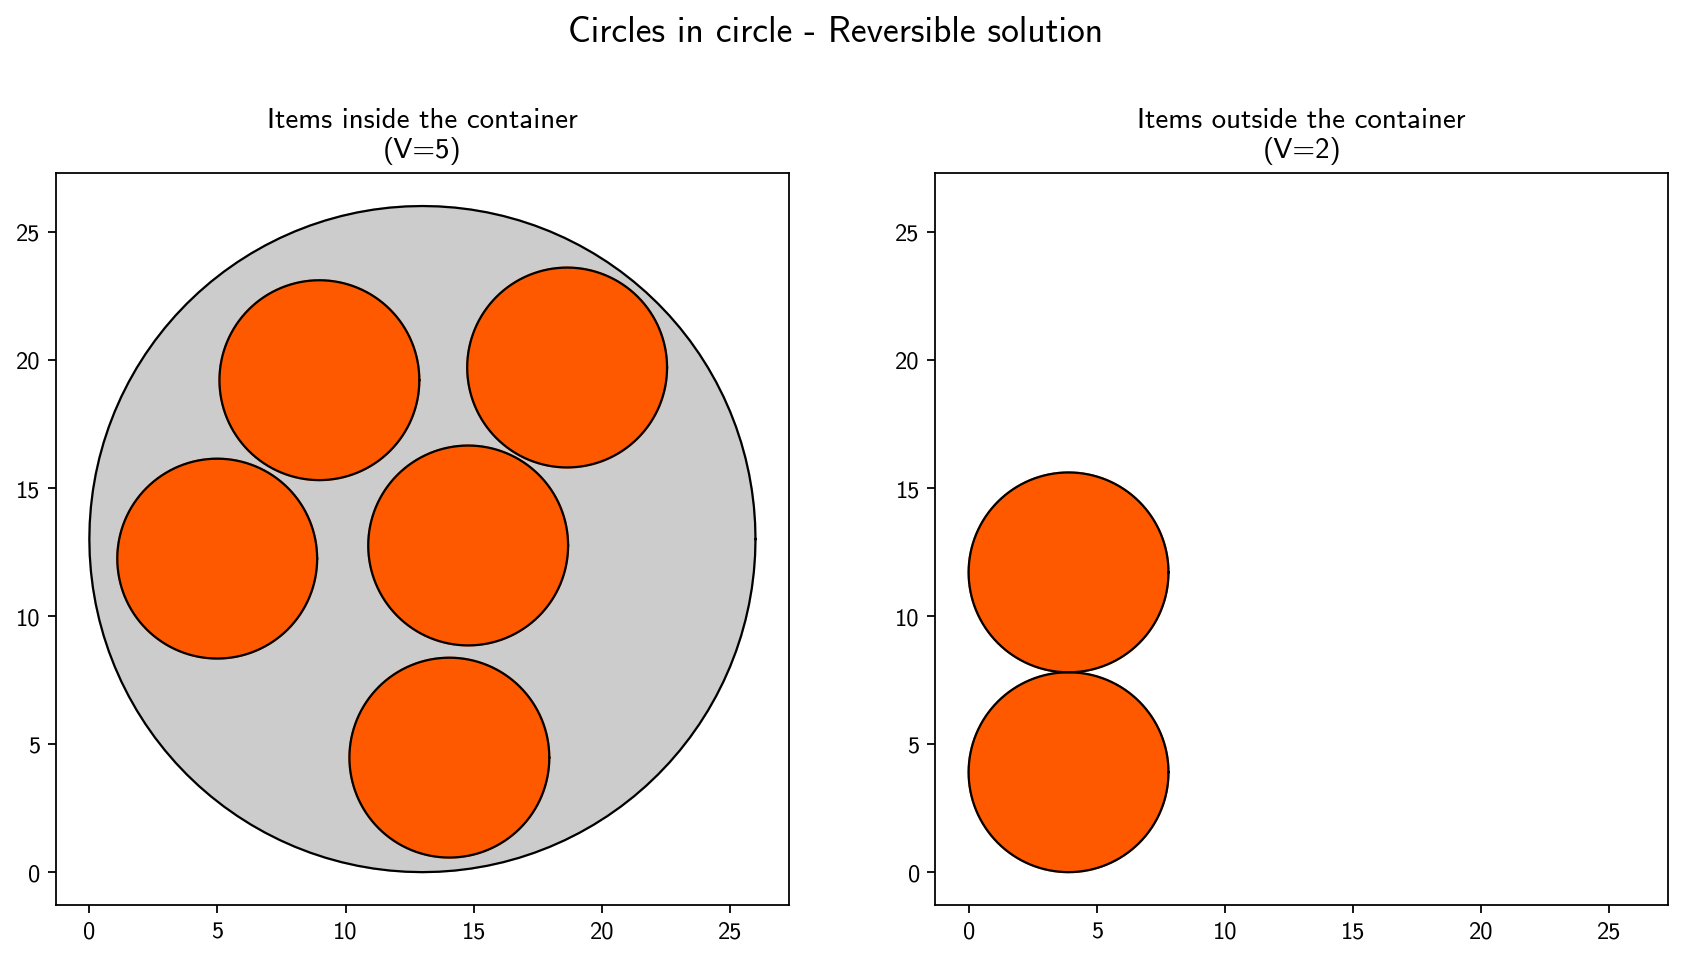 Circles in circle - Reversible solution
Items inside the container
(V=5)
25
20
15
10
5
0
0 5 10 15 20 25
Items outside the container
(V=2)
25
20
15
10
5
0
0 5 10 15 20 25